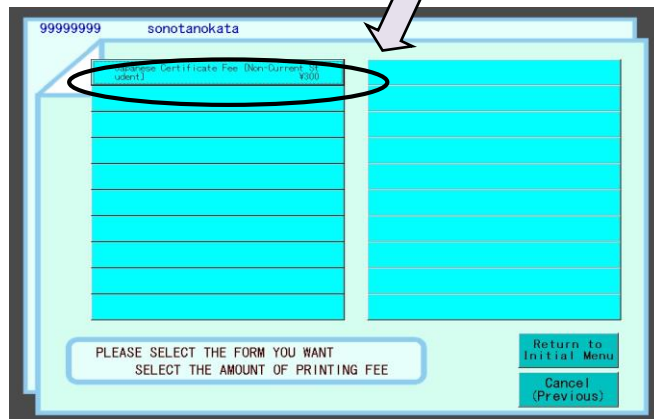 99999999 sonotanokata
Japanese Certificate Fee [Non-Current St
udent] ¥300
PLEASE SELECT THE FORM YOU WANT
SELECT THE AMOUNT OF PRINTING FEE
Return to
Initial Menu
Cancel
(Previous)